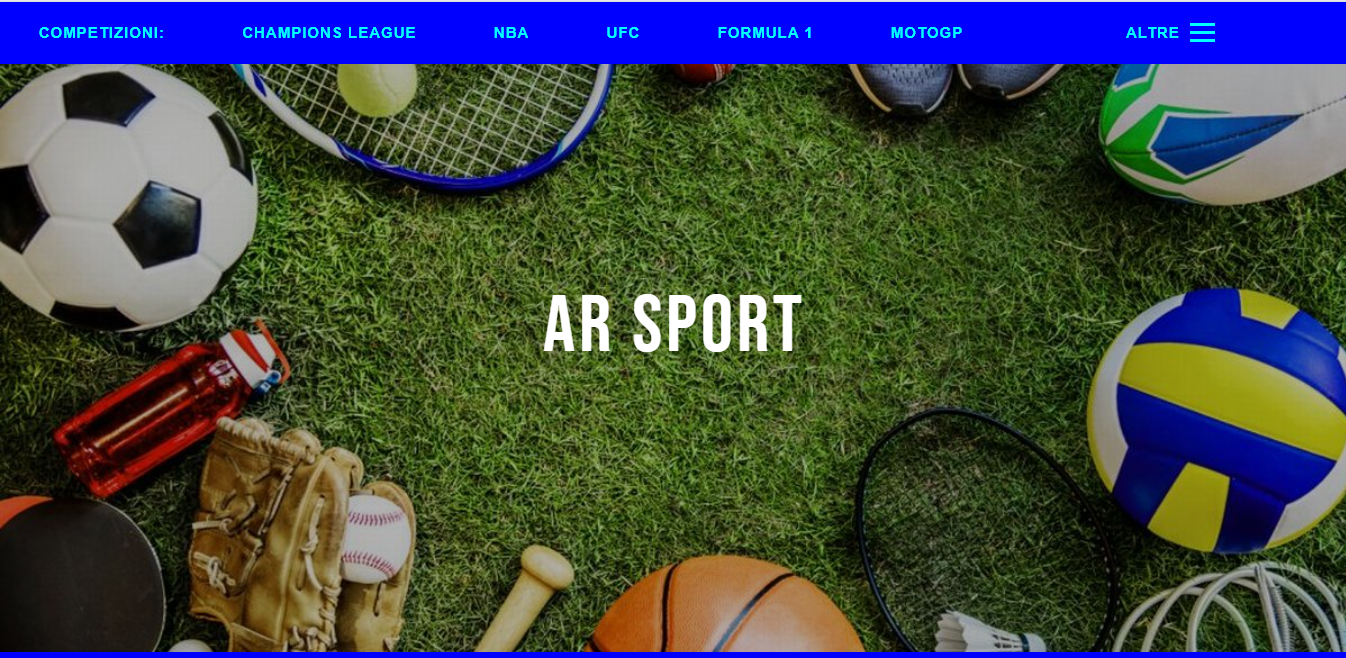 COMPETIZIONI: CHAMPIONS LEAGUE NBA UFC FORMULA 1 MOTOGP ALTRE
AR SPORT